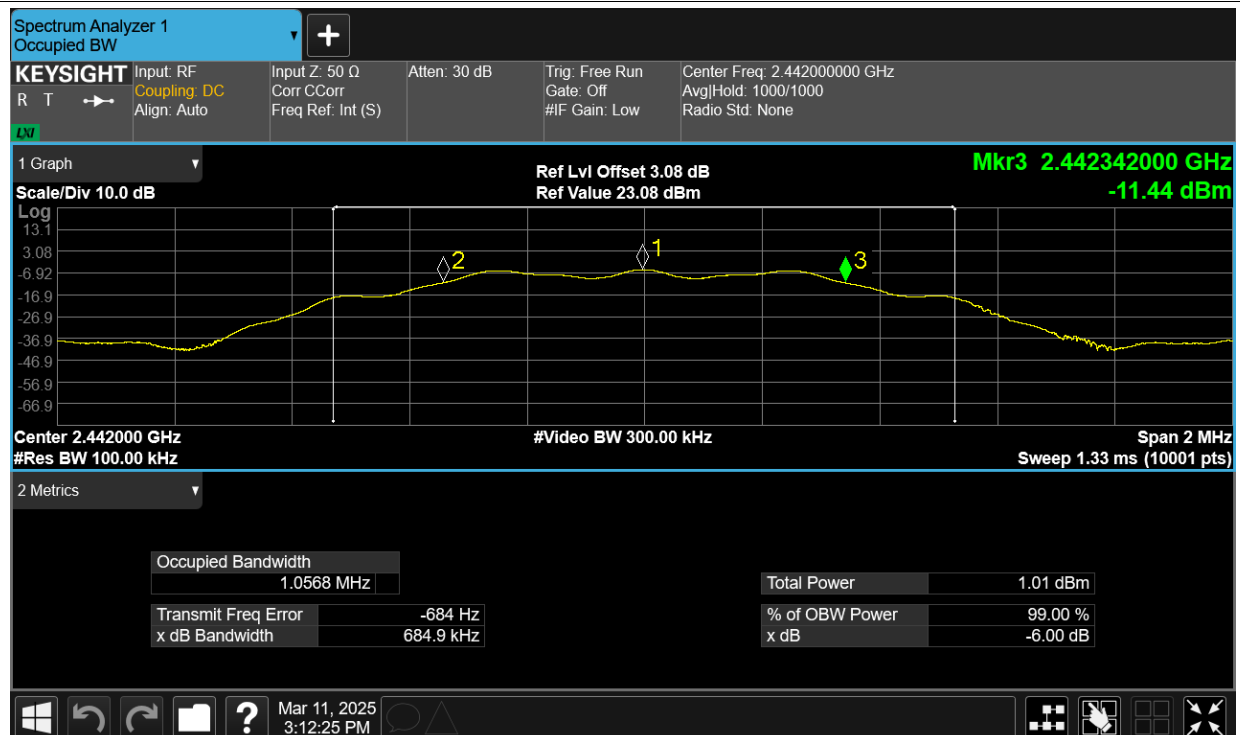 Spectrum Analyzer 1
Occupied BW
▼
+
KEYSIGHT
R T
LXI
Input: RF
Coupling: DC
Align: Auto
Input Z: 50 Ω
Corr CCorr
Freq Ref: Int (S)
Atten: 30 dB
Trig: Free Run
Gate: Off
#IF Gain: Low
Center Freq: 2.442000000 GHz
Avg|Hold: 1000/1000
Radio Std: None
1 Graph ▼
Scale/Div 10.0 dB
Ref Lvl Offset 3.08 dB
Ref Value 23.08 dBm
Mkr3 2.442342000 GHz
-11.44 dBm
Log
13.1
3.08
-6.92
-16.9
-26.9
-36.9
-46.9
-56.9
-66.9
2
1
3
Center 2.442000 GHz
#Res BW 100.00 kHz
#Video BW 300.00 kHz
Span 2 MHz
Sweep 1.33 ms (10001 pts)
2 Metrics ▼
Occupied Bandwidth
1.0568 MHz
Transmit Freq Error -684 Hz
x dB Bandwidth 684.9 kHz
Total Power 1.01 dBm
% of OBW Power 99.00 %
x dB -6.00 dB
?
Mar 11, 2025
3:12:25 PM